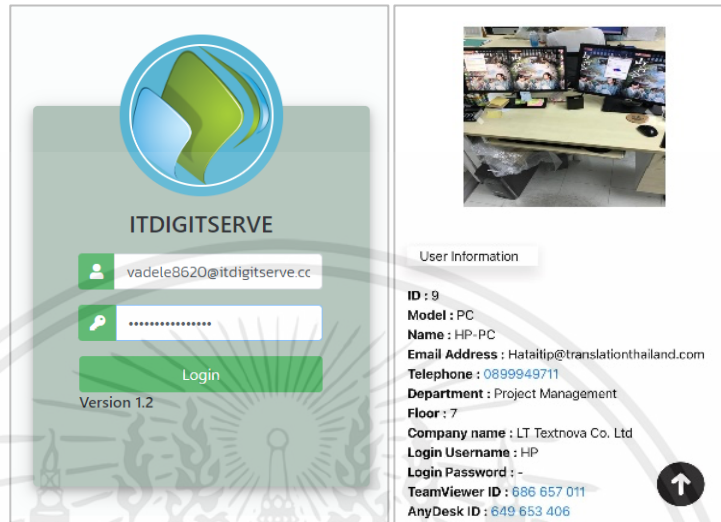 ITDIGITSERVE
vadele8620@itdigitserve.cc
Login
Version 1.2
User Information
ID : 9
Model : PC
Name : HP-PC
Email Address : Hataitip@translationthailand.com
Telephone : 0899949711
Department : Project Management
Floor : 7
Company name : LT Textnova Co. Ltd
Login Username : HP
Login Password : -
TeamViewer ID : 686 657 011
AnyDesk ID : 649 653 406